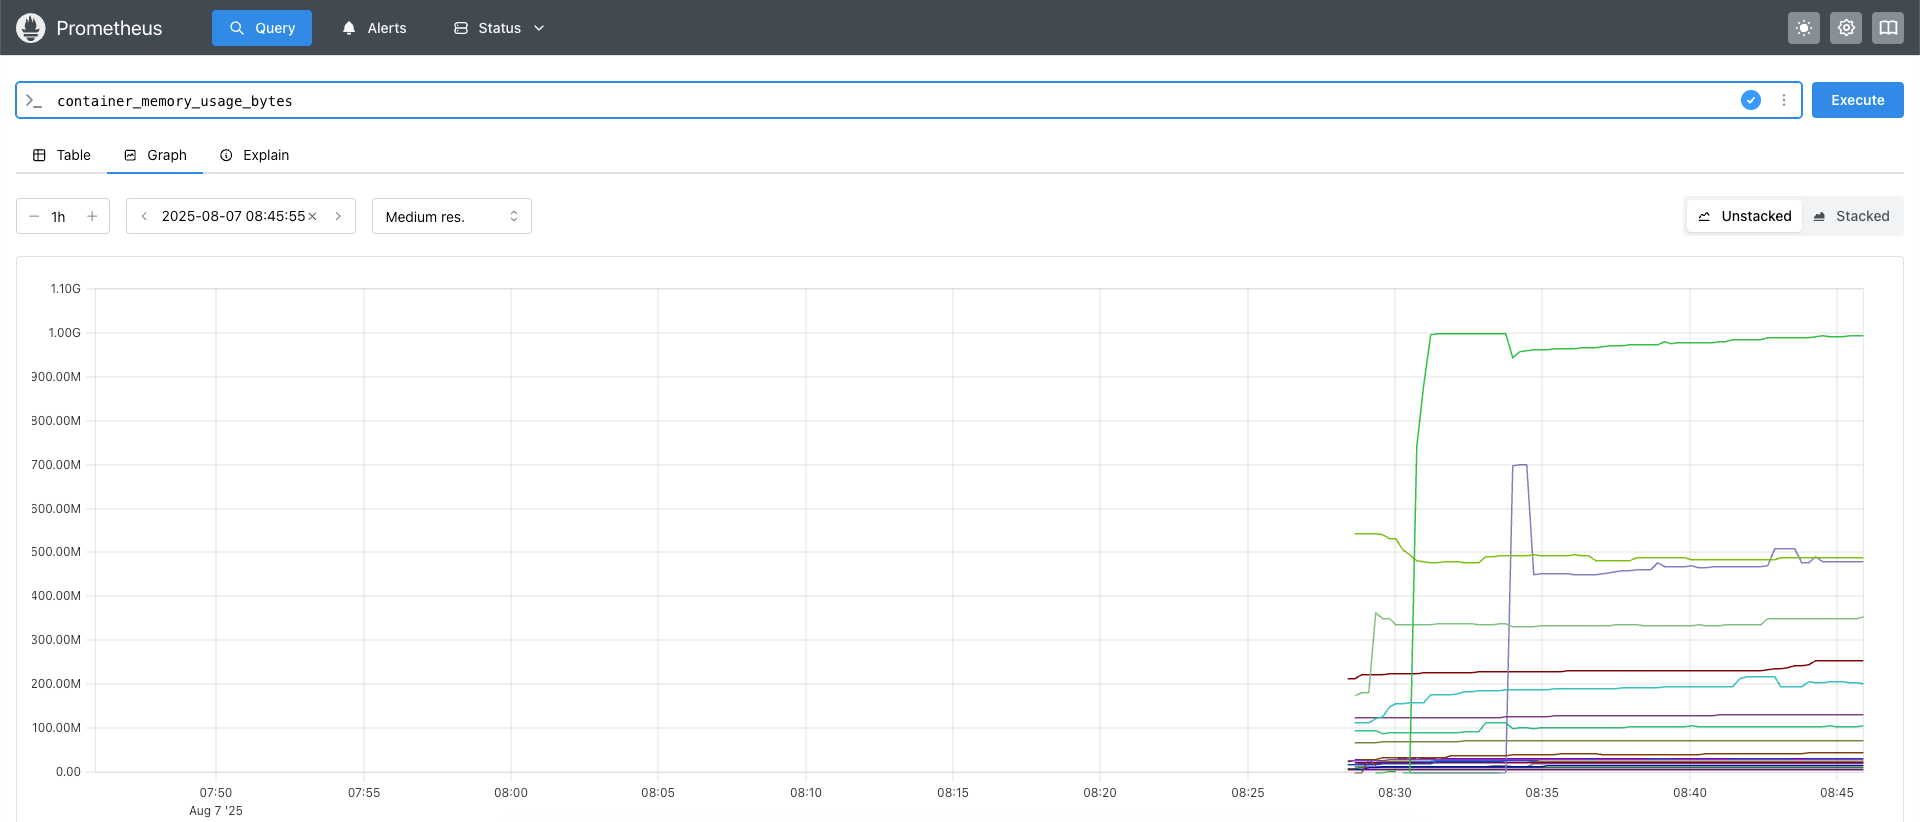 Prometheus Query Alerts Status
container_memory_usage_bytes Execute
Table Graph Explain
1h 2025-08-07 08:45:55 Medium res. Unstacked Stacked
1.10G
1.00G
900.00M
800.00M
700.00M
600.00M
500.00M
400.00M
300.00M
200.00M
100.00M
0.00
07:50 07:55 08:00 08:05 08:10 08:15 08:20 08:25 08:30 08:35 08:40 08:45
Aug 7 '25